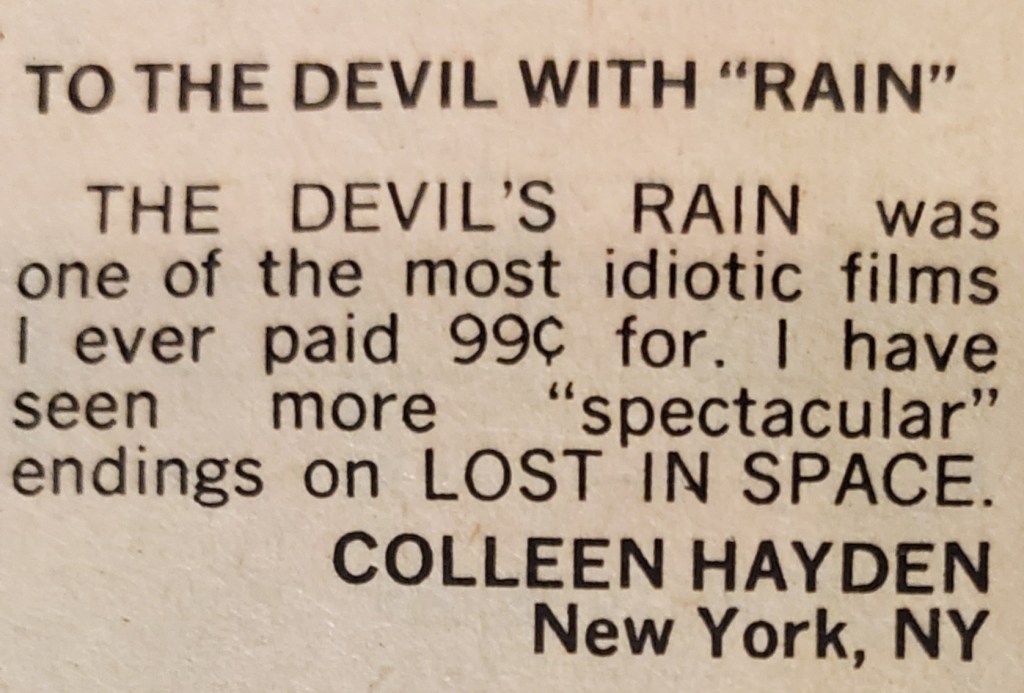 TO THE DEVIL WITH “RAIN”
THE DEVIL’S RAIN was
one of the most idiotic films
I ever paid 99¢ for. I have
seen more “spectacular”
endings on LOST IN SPACE.
COLLEEN HAYDEN
New York, NY